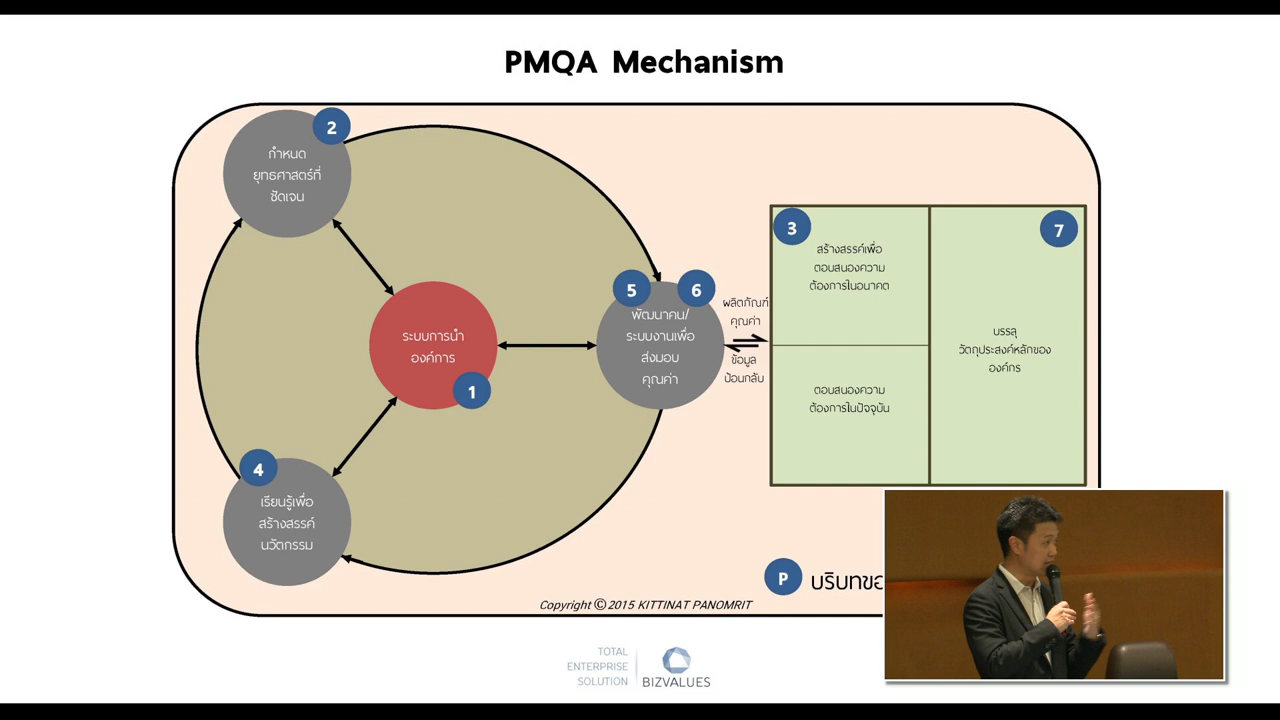 PMQA Mechanism
2
กำหนด
ยุทธศาสตร์ที่
ชัดเจน
ระบบการนำ
องค์การ
1
4
เรียนรู้เพื่อ
สร้างสรรค์
นวัตกรรม
5
6
พัฒนาคน/
ระบบงานเพื่อ
ส่งมอบ
คุณค่า
ผลิตภัณฑ์
คุณค่า
ข้อมูล
ป้อนกลับ
3
สร้างสรรค์เพื่อ
ตอบสนองความ
ต้องการในอนาคต
ตอบสนองความ
ต้องการในปัจจุบัน
7
บรรลุ
วัตถุประสงค์หลักของ
องค์กร
P
บริบทขอ
Copyright © 2015 KITTINAT PANOMRIT
TOTAL
ENTERPRISE
SOLUTION
BIZVALUES